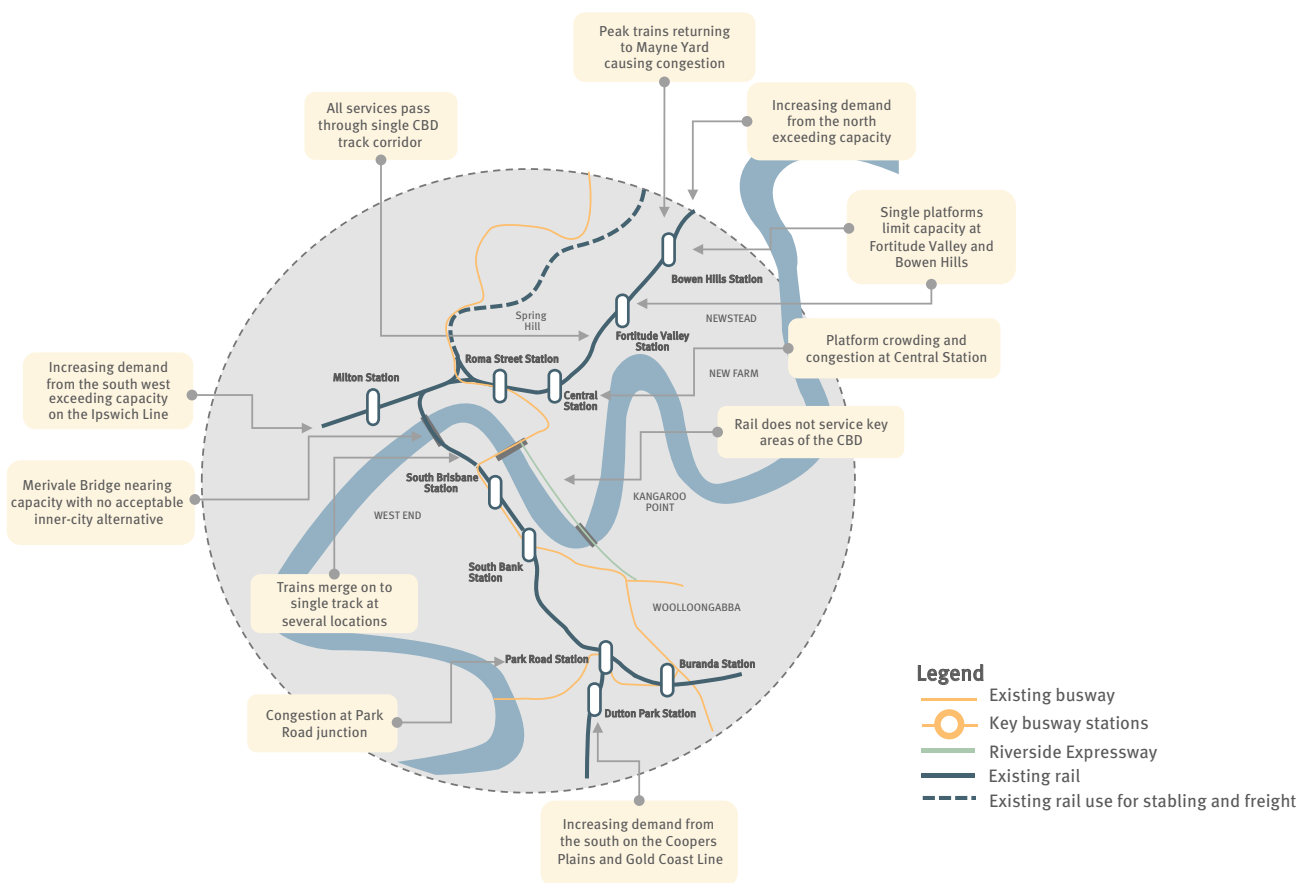 Peak trains returning
to Mayne Yard
causing congestion
All services pass
through single CBD
track corridor
Increasing demand
from the north
exceeding capacity
Single platforms
limit capacity at
Fortitude Valley and
Bowen Hills
Bowen Hills Station
Spring
Hill
NEWSTEAD
Fortitude Valley
Station
Platform crowding and
congestion at Central Station
Roma Street Station
Increasing demand
from the south west
exceeding capacity
on the Ipswich Line
Milton Station
NEW FARM
Central
Station
Rail does not service key
areas of the CBD
Merivale Bridge nearing
capacity with no acceptable
inner-city alternative
South Brisbane
Station
KANGAROO
POINT
WEST END
South Bank
Station
Trains merge on to
single track at
several locations
WOOLLOONGABBA
Park Road Station
Buranda Station
Dutton Park Station
Congestion at Park
Road junction
Increasing demand from
the south on the Coopers
Plains and Gold Coast Line
Legend
Existing busway
Key busway stations
Riverside Expressway
Existing rail
Existing rail use for stabling and freight